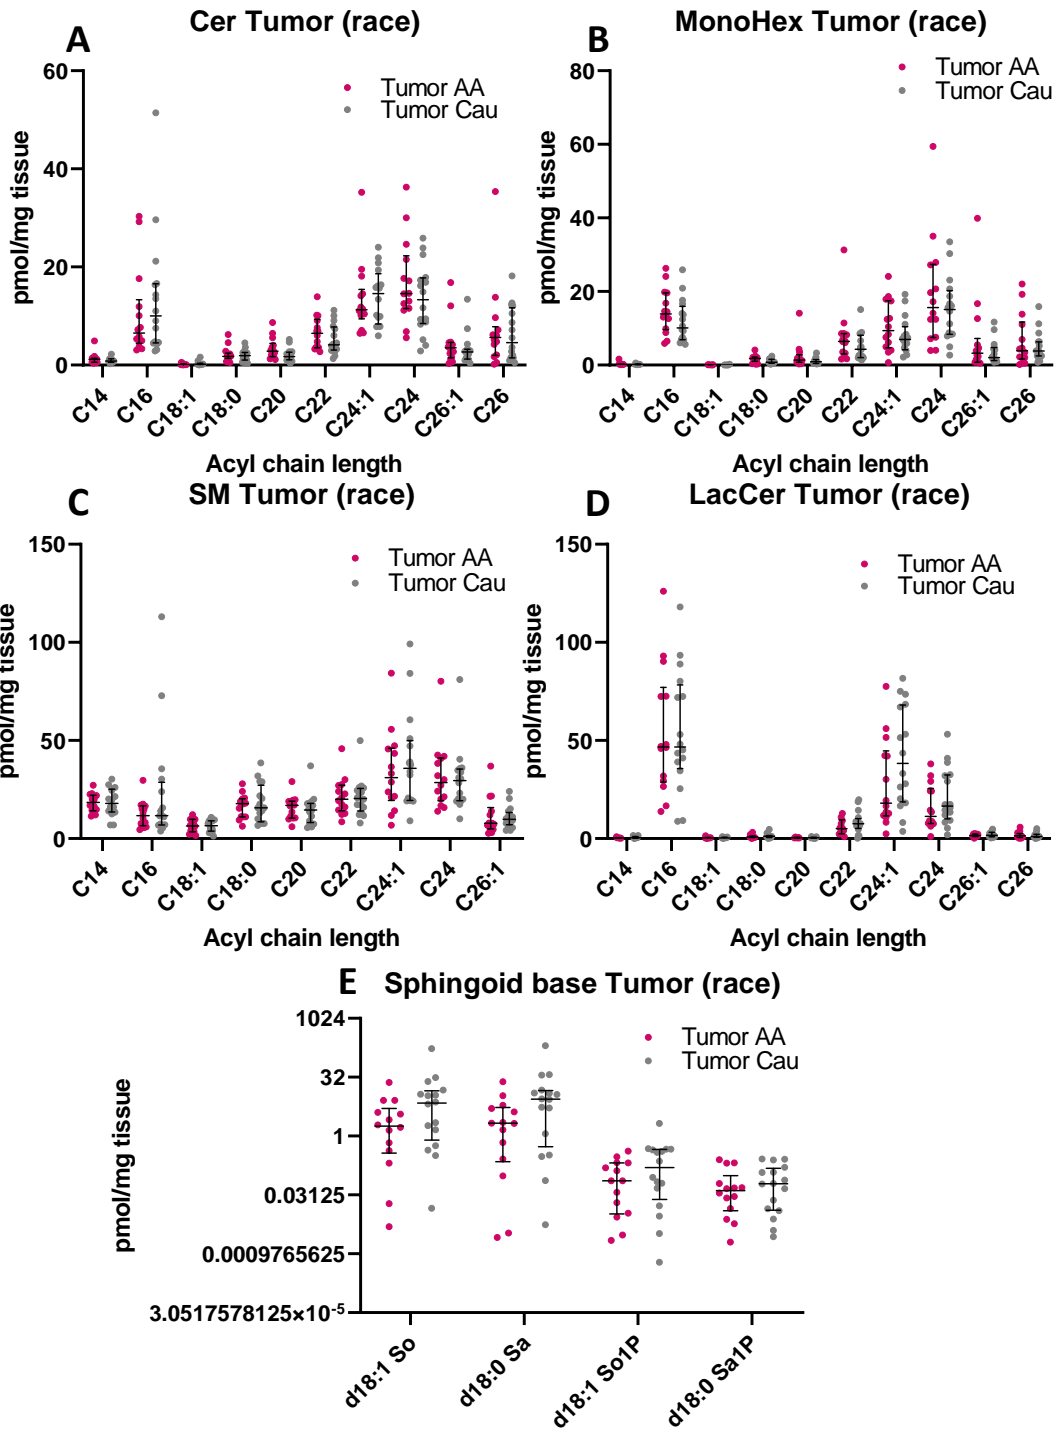 A
Cer Tumor (race)
60
40
20
0
pmol/mg tissue
Tumor AA
Tumor Cau
C14
C16
C18:1
C18:0
C20
C22
C24:1
C24
C26:1
C26
Acyl chain length
B
MonoHex Tumor (race)
80
60
40
20
0
pmol/mg tissue
Tumor AA
Tumor Cau
C14
C16
C18:1
C18:0
C20
C22
C24:1
C24
C26:1
C26
Acyl chain length
C
SM Tumor (race)
150
100
50
0
pmol/mg tissue
Tumor AA
Tumor Cau
C14
C16
C18:1
C18:0
C20
C22
C24:1
C24
C26:1
Acyl chain length
D
LacCer Tumor (race)
150
100
50
0
pmol/mg tissue
Tumor AA
Tumor Cau
C14
C16
C18:1
C18:0
C20
C22
C24:1
C24
C26:1
C26
Acyl chain length
E
Sphingoid base Tumor (race)
1024
32
1
0.03125
0.0009765625
3.0517578125×10⁻⁵
pmol/mg tissue
Tumor AA
Tumor Cau
d18:1 So
d18:0 Sa
d18:1 So1P
d18:0 Sa1P